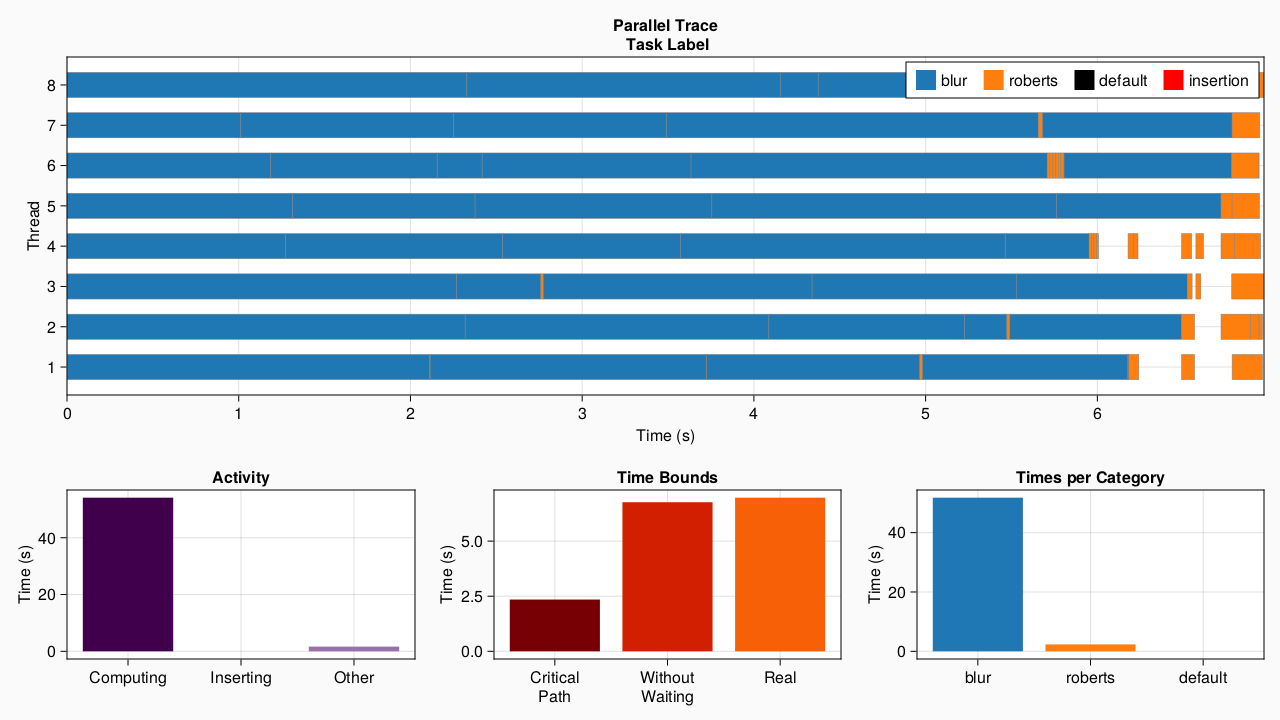 Parallel Trace
Task Label
blur roberts default insertion
Thread
8
7
6
5
4
3
2
1
0 1 2 3 4 5 6
Time (s)
Activity
Time (s)
40
20
0
Computing Inserting Other
Time Bounds
Time (s)
5.0
2.5
0.0
Critical Path Without Waiting Real
Times per Category
Time (s)
40
20
0
blur roberts default